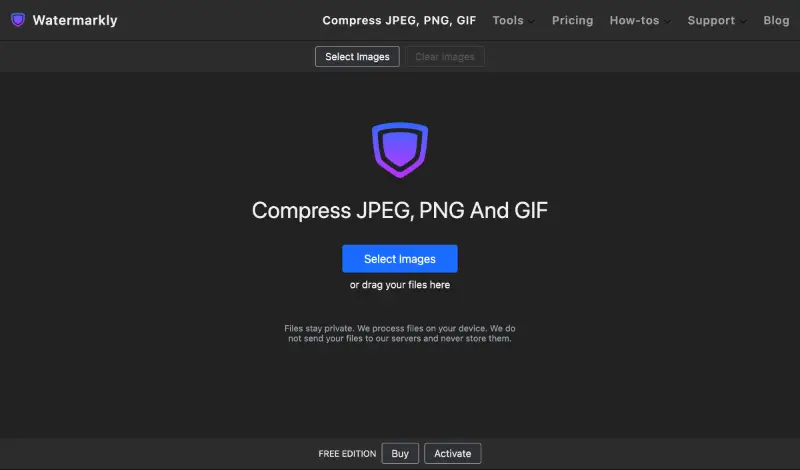 Watermarkly
Compress JPEG, PNG, GIF
Tools
Pricing
How-tos
Support
Blog
Select Images
Clear Images
Compress JPEG, PNG And GIF
Select Images
or drag your files here
Files stay private. We process files on your device. We do
not send your files to our servers and never store them.
FREE EDITION
Buy
Activate